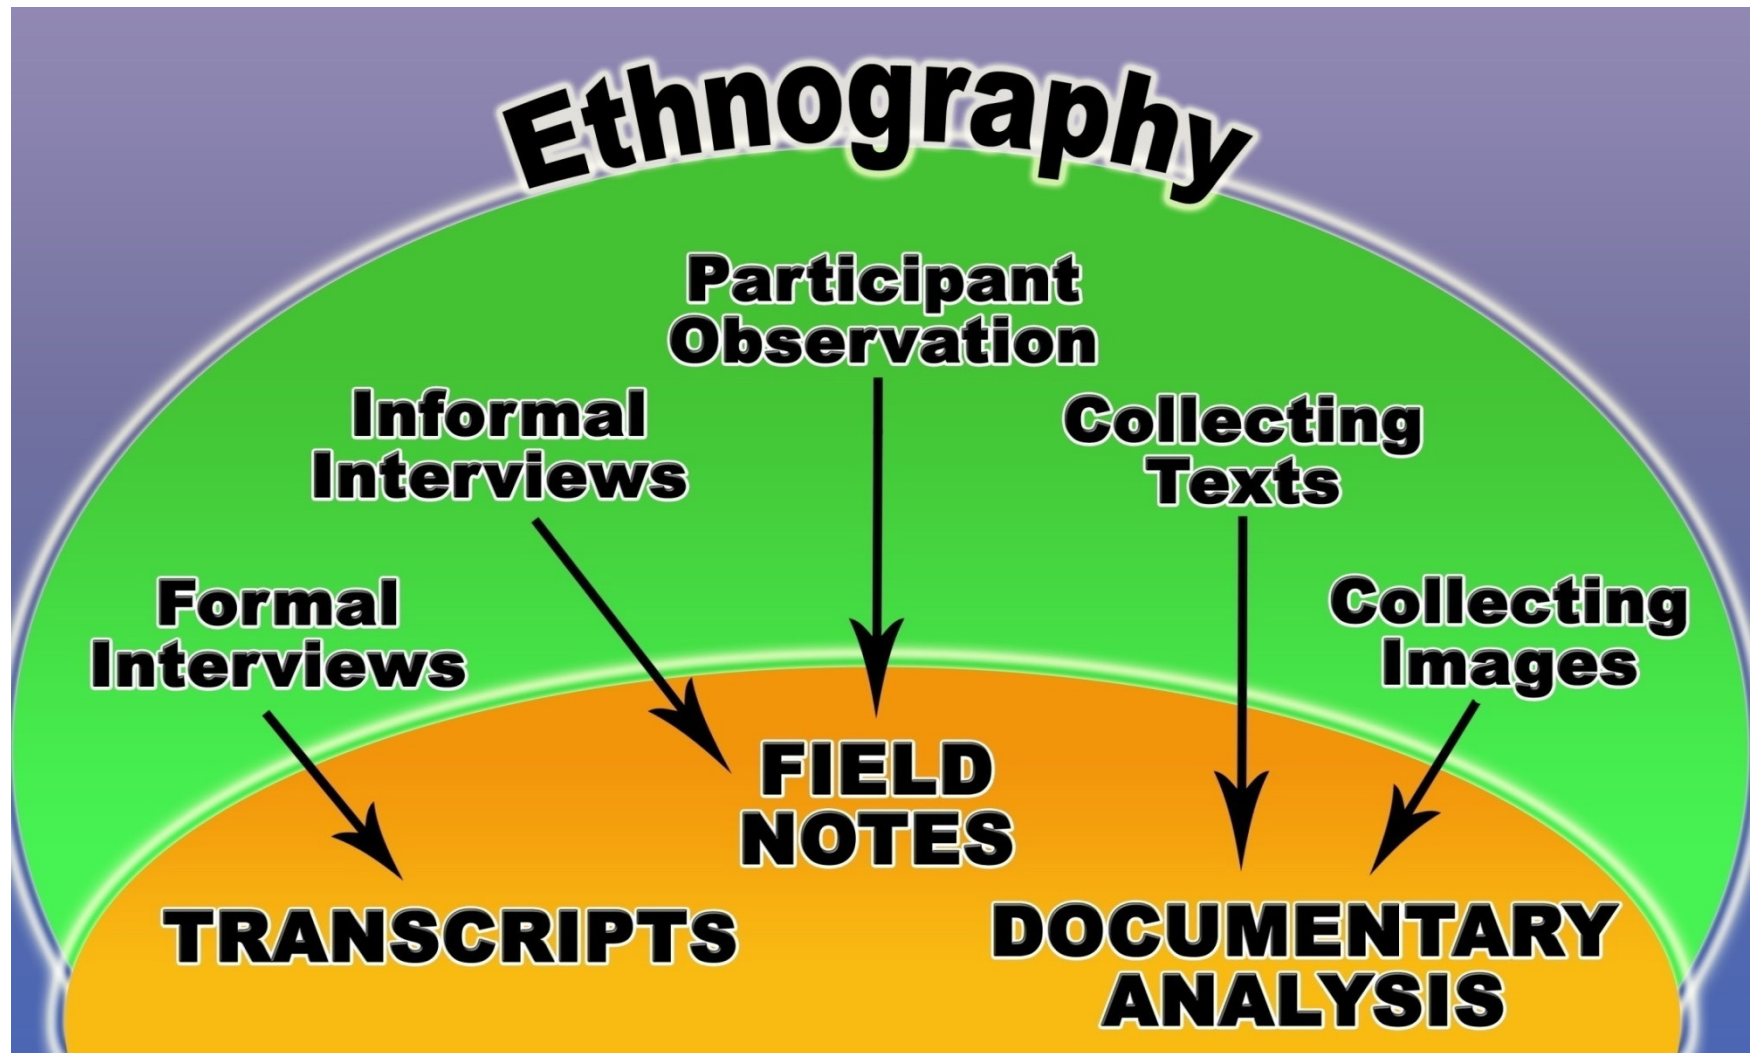 Ethnography
Participant
Observation
Informal
Interviews
Collecting
Texts
Formal
Interviews
Collecting
Images
FIELD
NOTES
TRANSCRIPTs
DOCUMENTARY
ANALYSIS